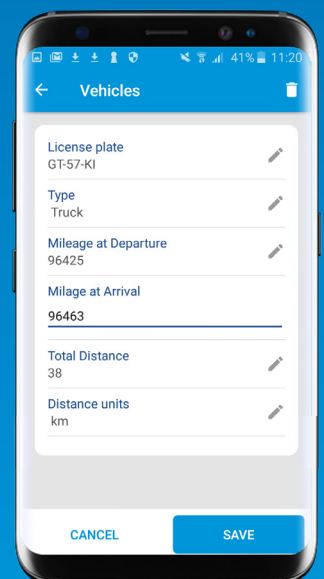 41% 11:20
Vehicles
License plate
GT-57-KI
Type
Truck
Mileage at Departure
96425
Milage at Arrival
96463
Total Distance
38
Distance units
km
CANCEL SAVE